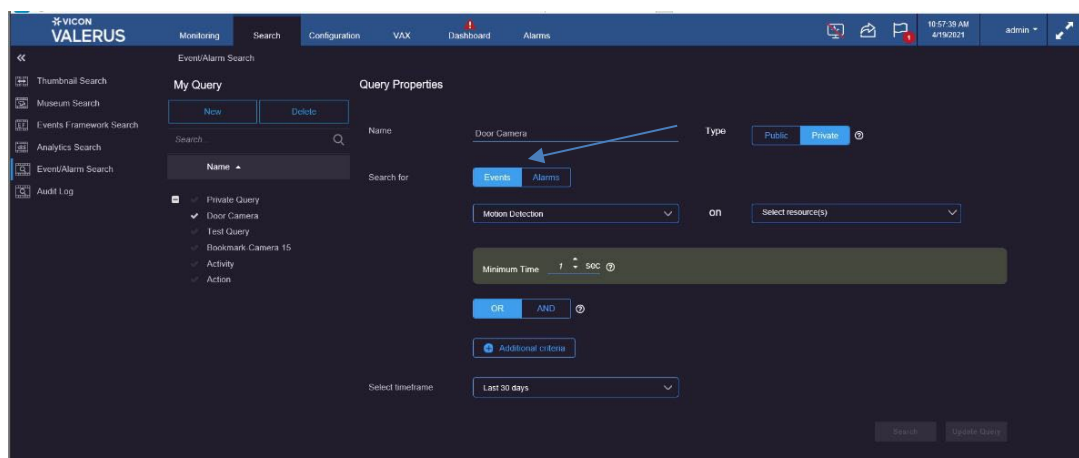 VICON
VALERUS
Monitoring Search Configuration VAX Dashboard Alarms
1
10:57:39 AM
4/19/2021
admin
Event/Alarm Search
Thumbnail Search
Museum Search
Events Framework Search
Analytics Search
Event/Alarm Search
Audit Log
My Query
New Delete
Search...
Name
Private Query
Door Camera
Test Query
Bookmark-Camera 15
Activity
Action
Query Properties
Name Door Camera Type Public Private
Search for Events Alarms
Motion Detection on Select resource(s)
Minimum Time 1 sec
OR AND
Additional criteria
Select timeframe Last 30 days
Search Update Query